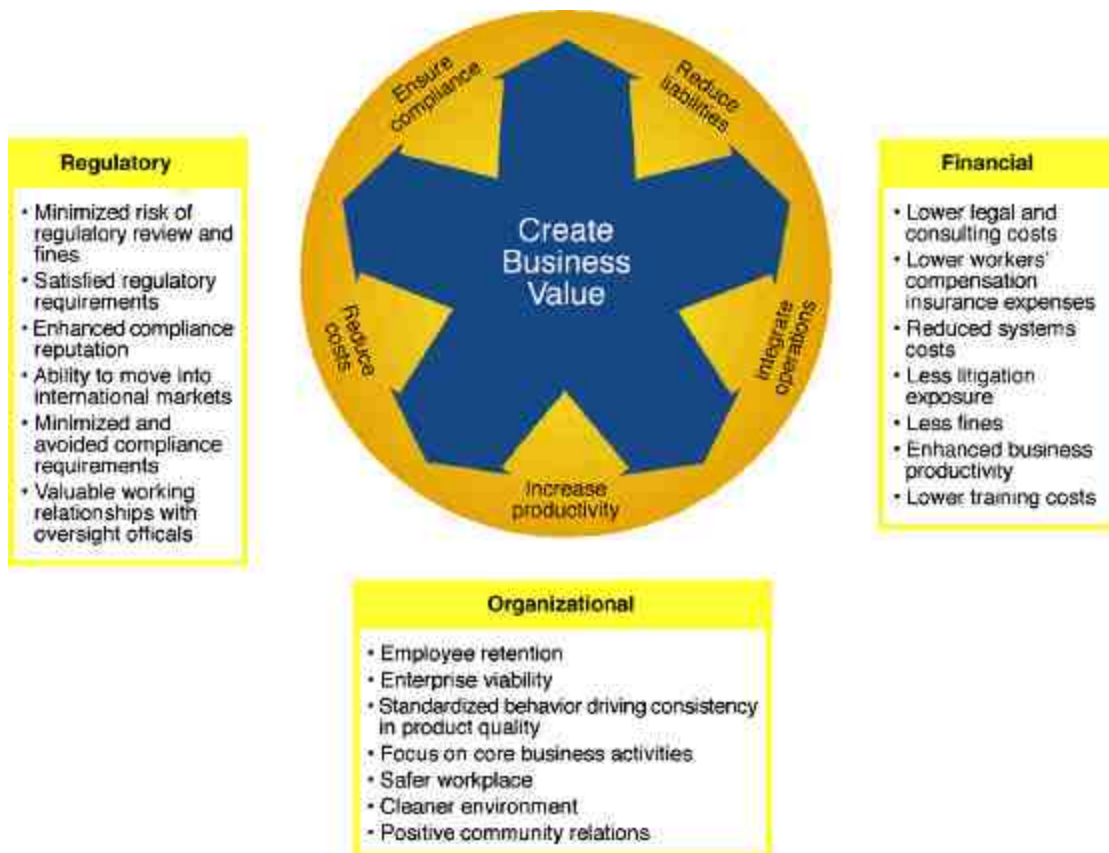 Ensure
compliance
Reduce
liabilities
Create
Business
Value
Reduce
costs
Integrate
operations
Increase
productivity
Regulatory
• Minimized risk of
regulatory review and
fines
• Satisfied regulatory
requirements
• Enhanced compliance
reputation
• Ability to move into
international markets
• Minimized and
avoided compliance
requirements
• Valuable working
relationships with
oversight officals
Financial
• Lower legal and
consulting costs
• Lower workers'
compensation
insurance expenses
• Reduced systems
costs
• Less litigation
exposure
• Less fines
• Enhanced business
productivity
• Lower training costs
Organizational
• Employee retention
• Enterprise viability
• Standardized behavior driving consistency
in product quality
• Focus on core business activities
• Safer workplace
• Cleaner environment
• Positive community relations